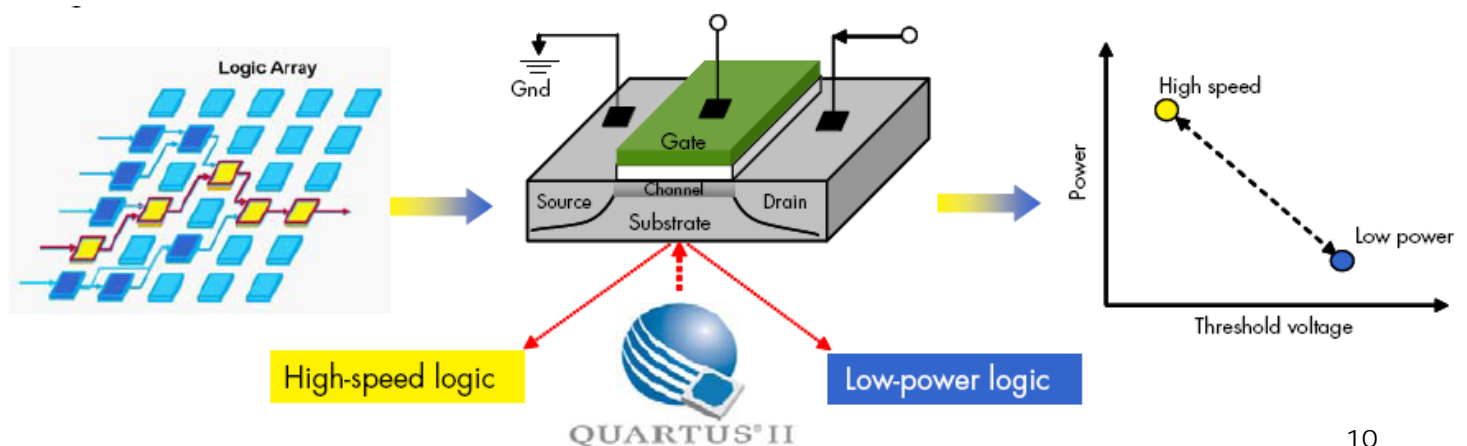 Logic Array
Gnd
Gate
Channel
Source
Drain
Substrate
High-speed logic
Low-power logic
QUARTUS® II
High speed
Power
Low power
Threshold voltage
10